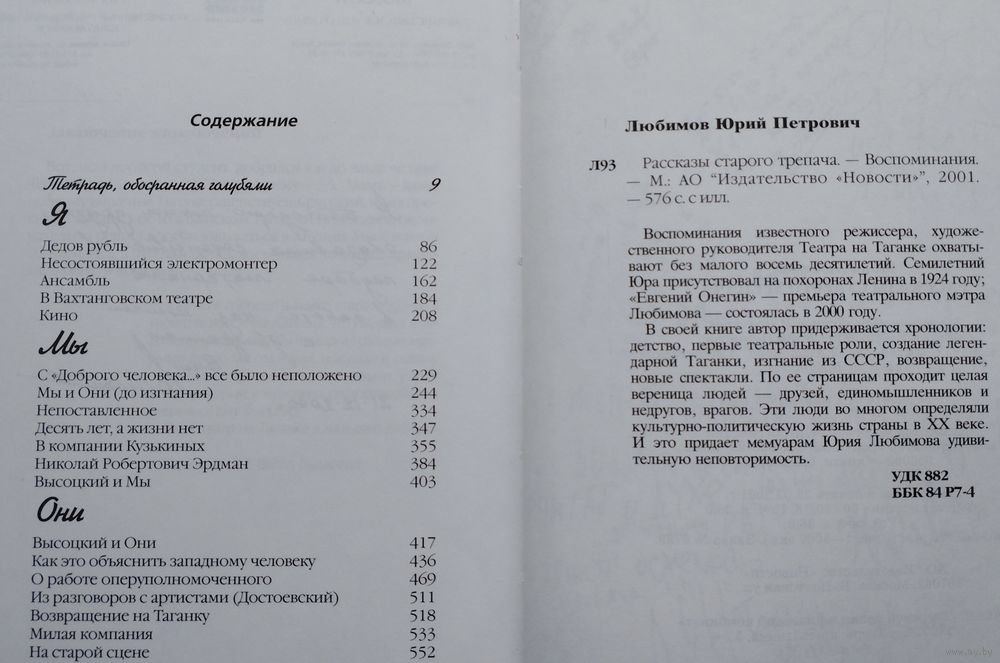 Содержание
Тетрадь, обосранная голубями 9
Я
Дедов рубль 86
Несостоявшийся электромонтер 122
Ансамбль 162
В Вахтанговском театре 184
Кино 208
Мы
С «Доброго человека...» все было неположено 229
Мы и Они (до изгнания) 244
Непоставленное 334
Десять лет, а жизни нет 347
В компании Кузькиных 355
Николай Робертович Эрдман 384
Высоцкий и Мы 403
Они
Высоцкий и Они 417
Как это объяснить западному человеку 436
О работе оперуполномоченного 469
Из разговоров с артистами (Достоевский) 511
Возвращение на Таганку 518
Милая компания 533
На старой сцене 552
Любимов Юрий Петрович
Л93 Рассказы старого трепача. — Воспоминания.
— М.: АО "Издательство «Новости»", 2001.
— 576 с. с илл.
Воспоминания известного режиссера, художе-
ственного руководителя Театра на Таганке охваты-
вают без малого восемь десятилетий. Семилетний
Юра присутствовал на похоронах Ленина в 1924 году;
«Евгений Онегин» — премьера театрального мэтра
Любимова — состоялась в 2000 году.
В своей книге автор придерживается хронологии:
детство, первые театральные роли, создание леген-
дарной Таганки, изгнание из СССР, возвращение,
новые спектакли. По ее страницам проходит целая
вереница людей — друзей, единомышленников и
недругов, врагов. Эти люди во многом определяли
культурно-политическую жизнь страны в XX веке.
И это придает мемуарам Юрия Любимова удиви-
тельную неповторимость.
УДК 882
ББК 84 Р7-4
www.ay.by